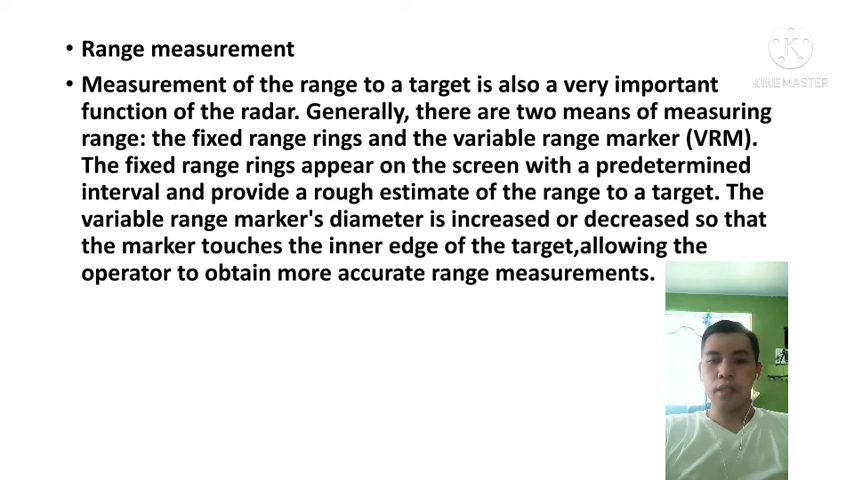 • Range measurement
• Measurement of the range to a target is also a very important
function of the radar. Generally, there are two means of measuring
range: the fixed range rings and the variable range marker (VRM).
The fixed range rings appear on the screen with a predetermined
interval and provide a rough estimate of the range to a target. The
variable range marker's diameter is increased or decreased so that
the marker touches the inner edge of the target,allowing the
operator to obtain more accurate range measurements.
K
KINEMASTER